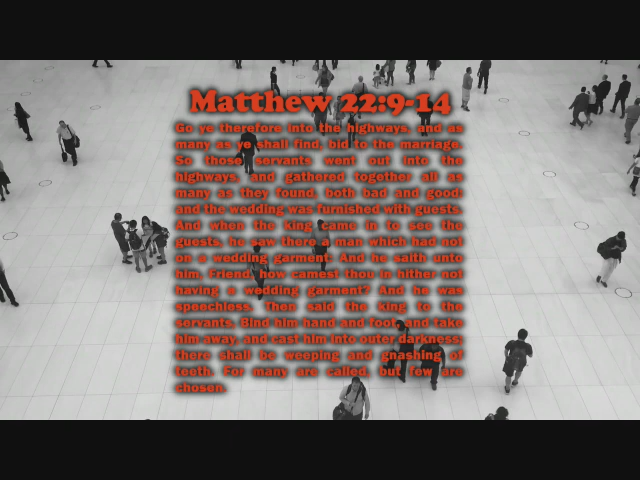 Matthew 22:9-14
Go ye therefore into the highways, and as
many as ye shall find, bid to the marriage.
So those servants went out into the
highways, and gathered together all as
many as they found, both bad and good:
and the wedding was furnished with guests.
And when the king came in to see the
guests, he saw there a man which had not
on a wedding garment: And he saith unto
him, Friend, how camest thou in hither not
having a wedding garment? And he was
speechless. Then said the king to the
servants, Bind him hand and foot, and take
him away, and cast him into outer darkness;
there shall be weeping and gnashing of
teeth. For many are called, but few are
chosen.